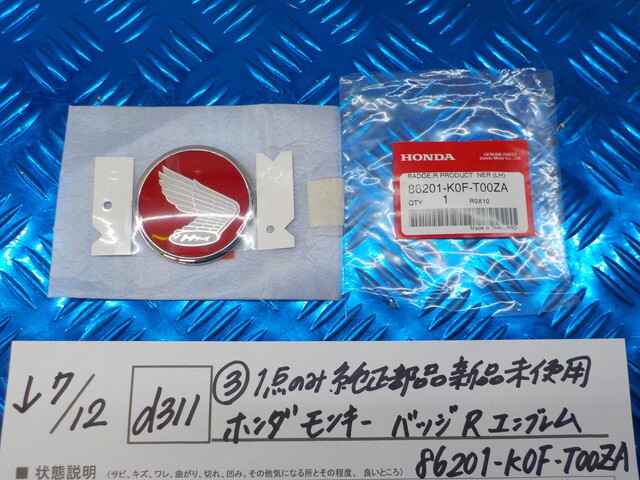 HONDA
GENUINE PARTS
Honda Motor Co., Ltd.
BADGE,R PRODUCT NER (LH)
86201-K0F-T00ZA
QTY 1 R0X10
Made in THAILAND
↓7/12 d311 ③1点のみ 純正部品 新品未使用
ホンダ モンキー バッジ R エンブレム
86201-K0F-T00ZA
■ 状態説明 (サビ、キズ、ワレ、曲がり、切れ、凹み、その他気になる所とその程度、良いところ)